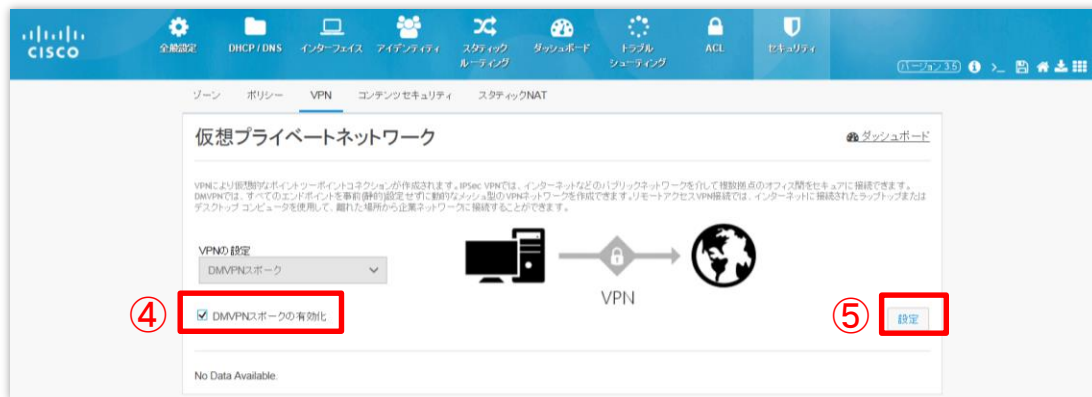 CISCO
全般設定 DHCP / DNS インターフェイス アイデンティティ スタティック ルーティング ダッシュボード トラブル シューティング ACL セキュリティ
(バージョン 3.5)
ゾーン ポリシー VPN コンテンツセキュリティ スタティックNAT
仮想プライベートネットワーク
ダッシュボード
VPNにより仮想的なポイントツーポイントコネクションが作成されます。IPSec VPNでは、インターネットなどのパブリックネットワークを介して複数拠点のオフィス間をセキュアに接続できます。
DMVPNでは、すべてのエンドポイントを事前(静的)設定せずに動的なメッシュ型のVPNネットワークを作成できます。リモートアクセスVPN接続では、インターネットに接続されたラップトップまたは
デスクトップ コンピュータを使用して、離れた場所から企業ネットワークに接続することができます。
VPNの設定
DMVPNスポーク
VPN
④ DMVPNスポークの有効化
⑤ 設定
No Data Available.